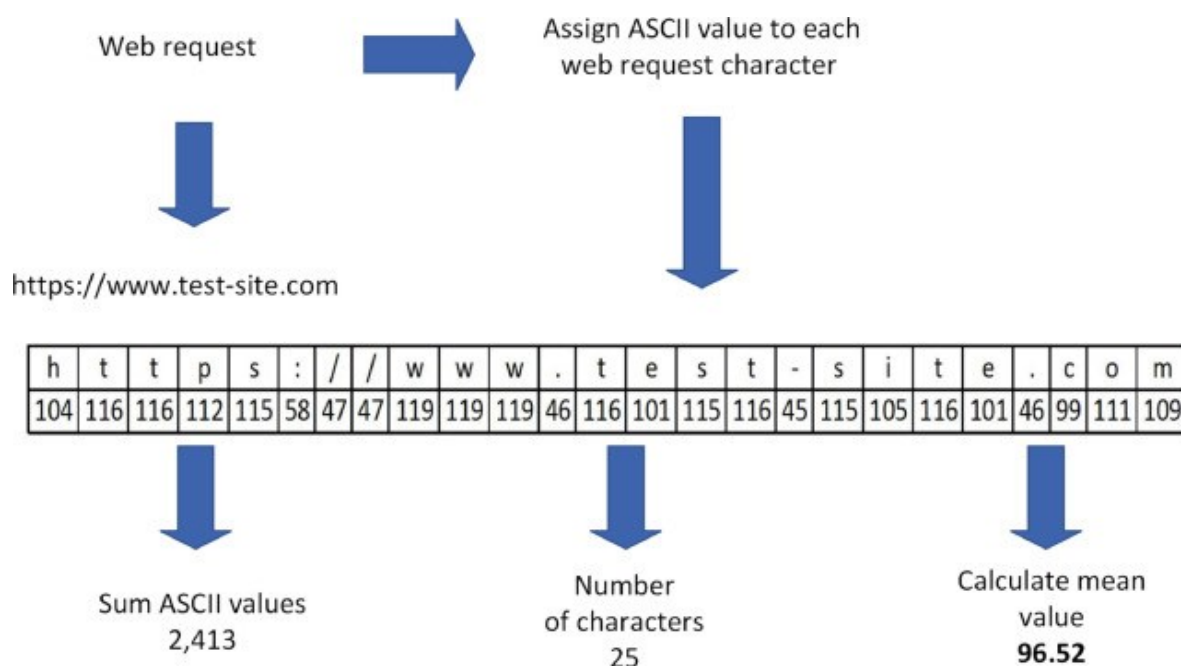 Web request
Assign ASCII value to each
web request character
https://www.test-site.com
h t t p s : / / w w w . t e s t - s i t e . c o m
104 116 116 112 115 58 47 47 119 119 119 46 116 101 115 116 45 115 105 116 101 46 99 111 109
Sum ASCII values
2,413
Number
of characters
25
Calculate mean
value
96.52